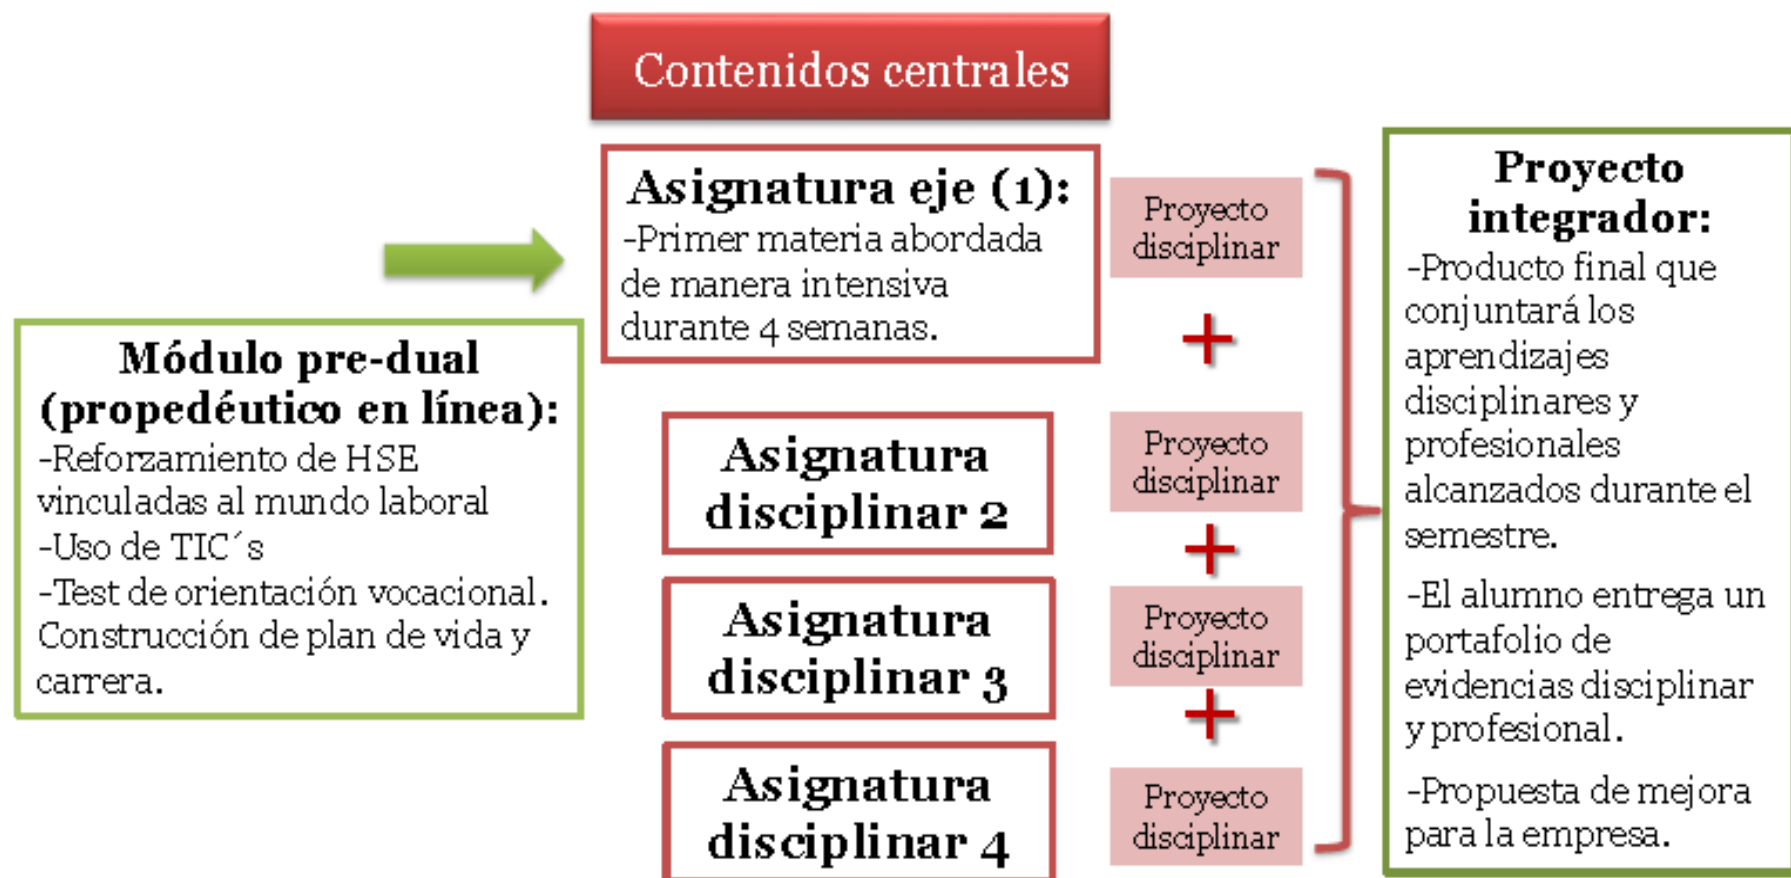 Contenidos centrales
Módulo pre-dual
(propedéutico en línea):
-Reforzamiento de HSE
vinculadas al mundo laboral
-Uso de TIC´s
-Test de orientación vocacional.
Construcción de plan de vida y
carrera.
Asignatura eje (1):
-Primer materia abordada
de manera intensiva
durante 4 semanas.
Proyecto
disciplinar
+
Asignatura
disciplinar 2
Proyecto
disciplinar
+
Asignatura
disciplinar 3
Proyecto
disciplinar
+
Asignatura
disciplinar 4
Proyecto
disciplinar
Proyecto
integrador:
-Producto final que
conjuntará los
aprendizajes
disciplinares y
profesionales
alcanzados durante el
semestre.
-El alumno entrega un
portafolio de
evidencias disciplinar
y profesional.
-Propuesta de mejora
para la empresa.